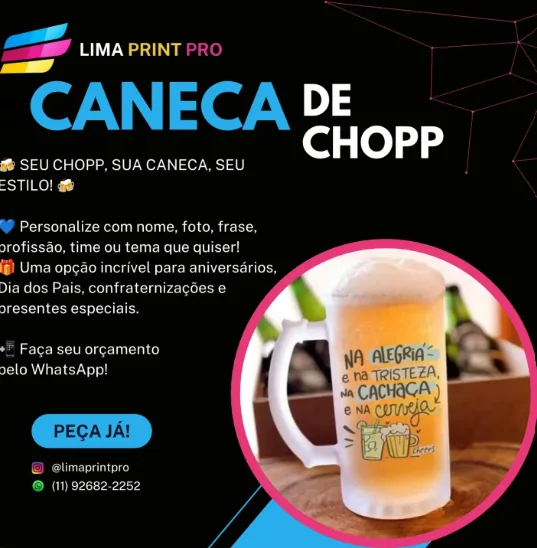 LIMA PRINT PRO
CANECA DE
CHOPP
🍻 SEU CHOPP, SUA CANECA, SEU
ESTILO! 🍻
💙 Personalize com nome, foto, frase,
profissão, time ou tema que quiser!
🎁 Uma opção incrível para aniversários,
Dia dos Pais, confraternizações e
presentes especiais.
📲 Faça seu orçamento
pelo WhatsApp!
NA ALEGRIA
e na TRISTEZA,
NA CACHAÇA
e NA cerveja
cheers
PEÇA JÁ!
@limaprintpro
(11) 92682-2252